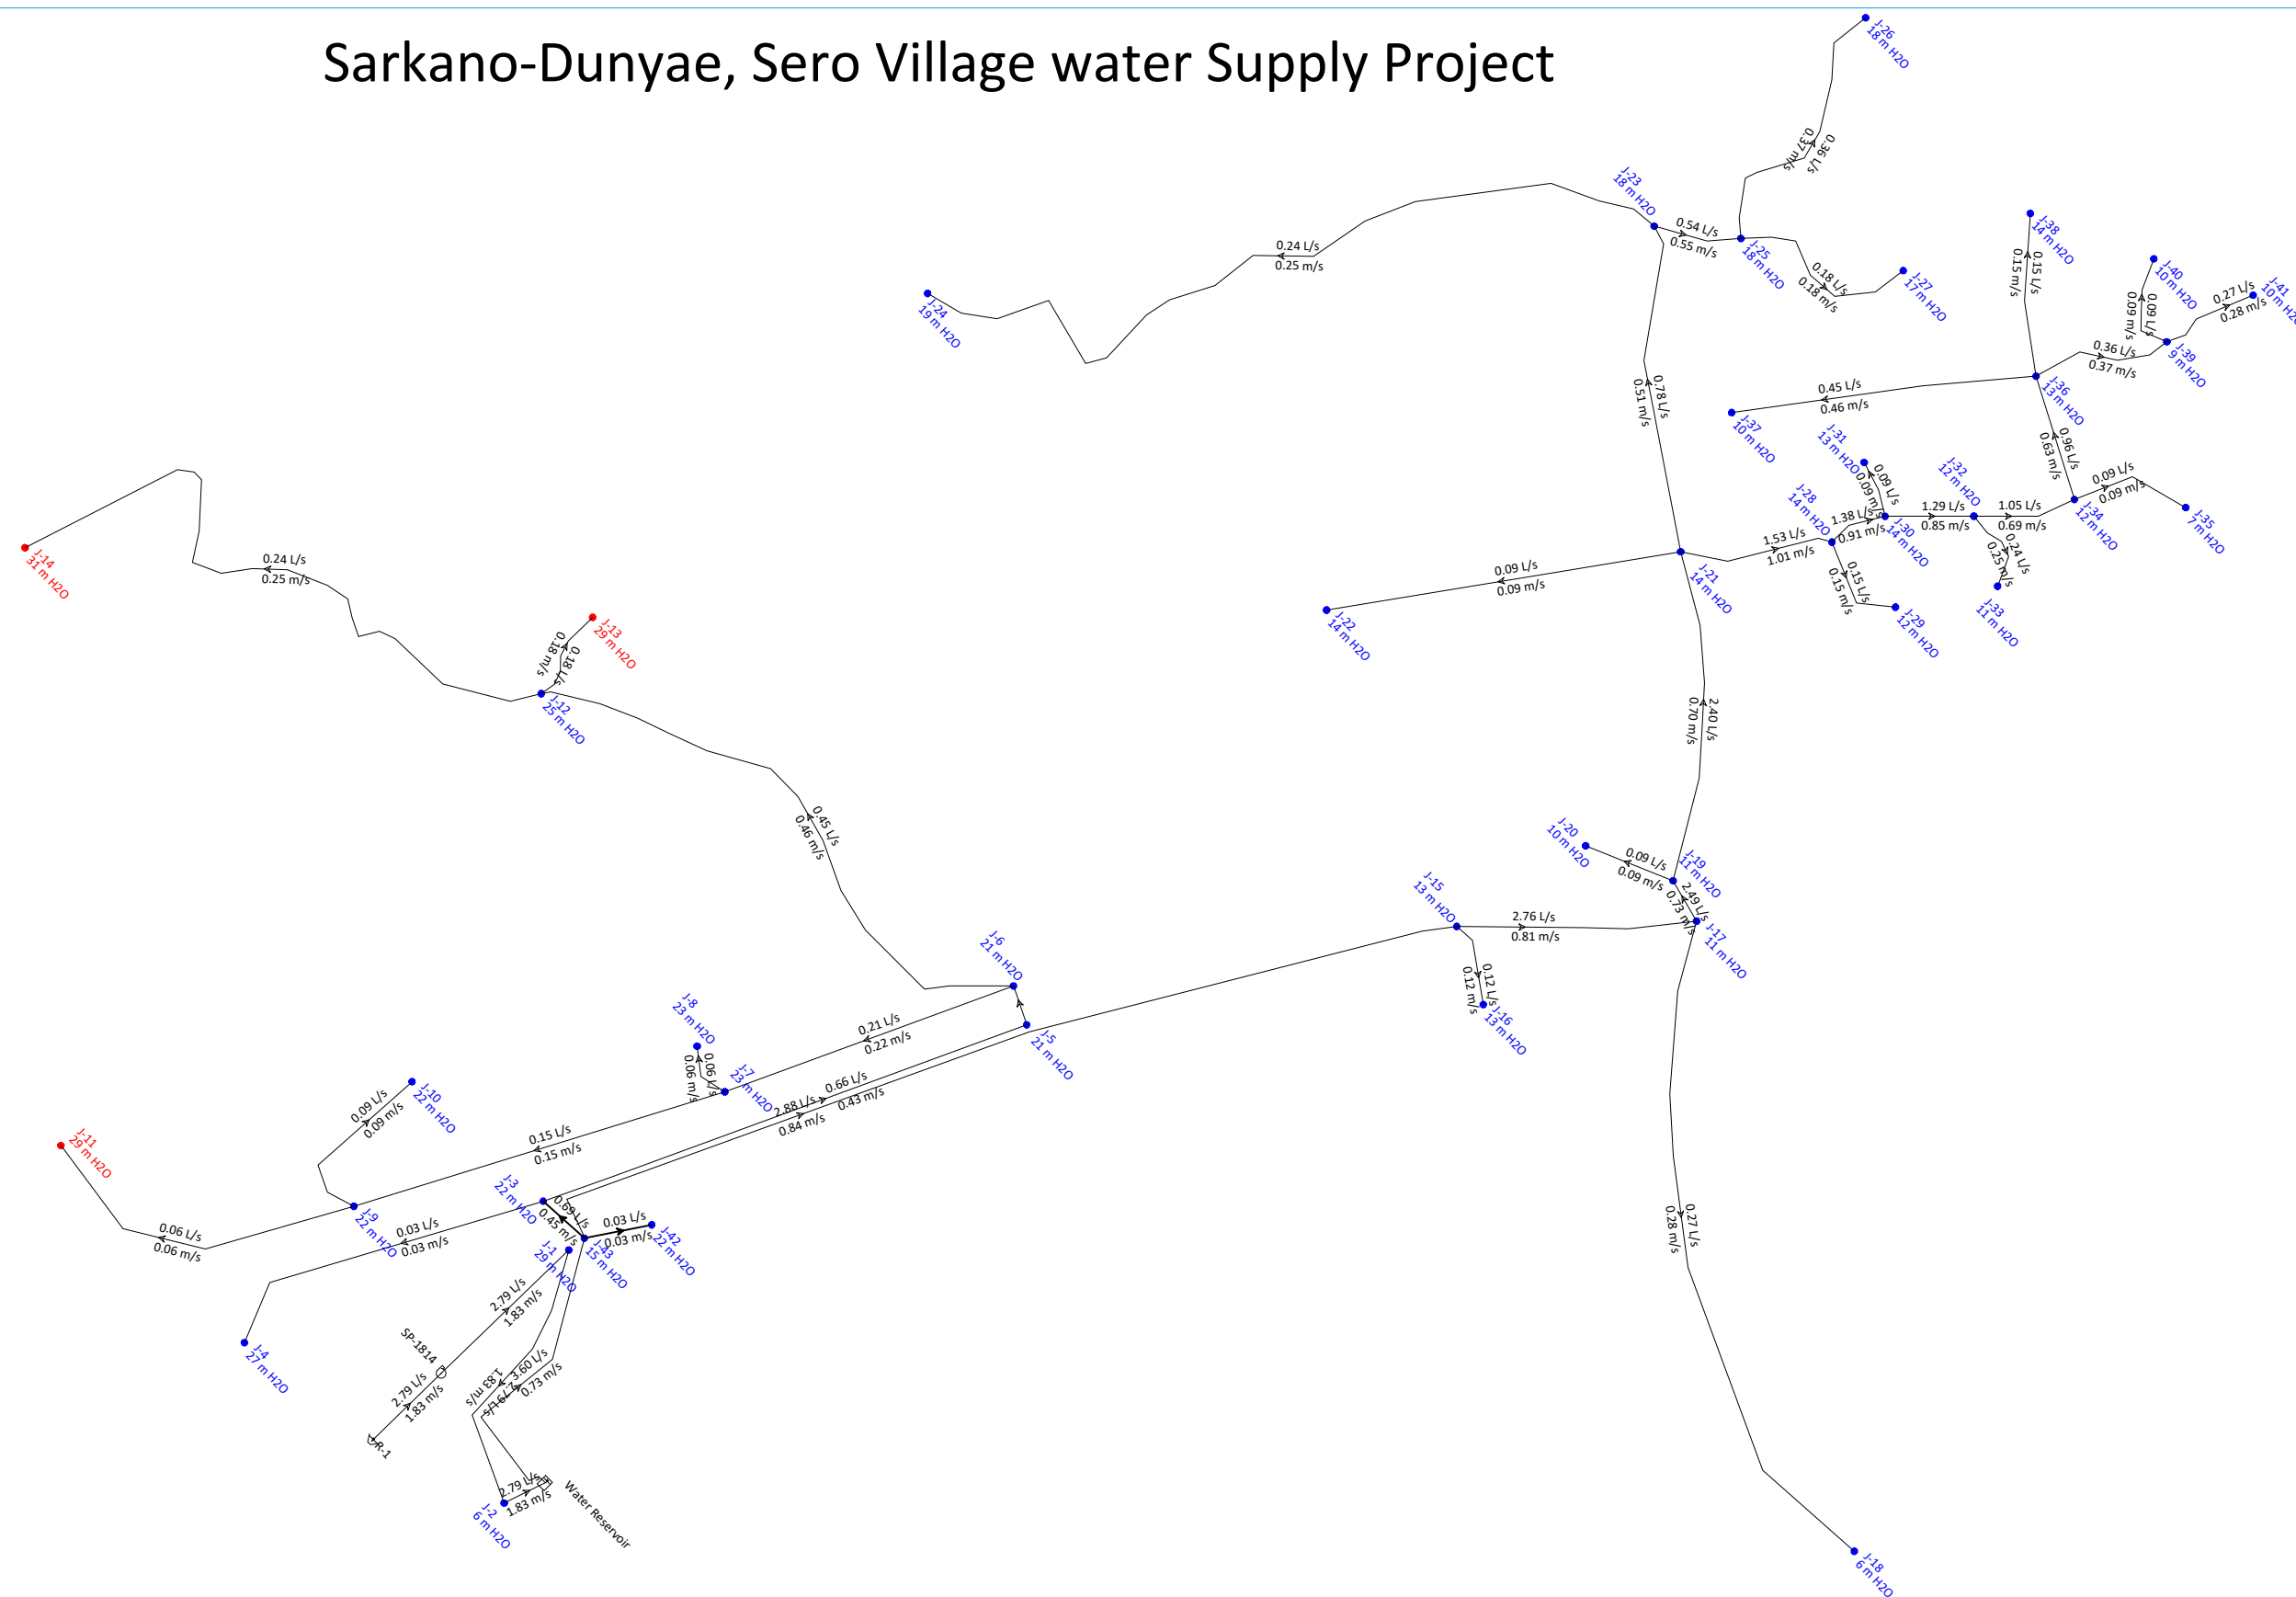 Sarkano-Dunyae, Sero Village water Supply Project
J-26
18 m H2O
0.37 m/s
0.36 L/s
J-23
18 m H2O
0.54 L/s
0.55 m/s
J-25
18 m H2O
0.18 L/s
0.18 m/s
J-27
17 m H2O
0.24 L/s
0.25 m/s
J-24
19 m H2O
J-38
14 m H2O
0.15 L/s
0.15 m/s
J-40
10 m H2O
0.09 L/s
0.09 m/s
J-41
10 m H2O
0.27 L/s
0.28 m/s
J-39
9 m H2O
0.36 L/s
0.37 m/s
J-36
13 m H2O
0.45 L/s
0.46 m/s
J-37
10 m H2O
0.78 L/s
0.51 m/s
0.96 L/s
0.63 m/s
J-31
13 m H2O
0.09 L/s
0.09 m/s
J-32
12 m H2O
J-28
14 m H2O
1.38 L/s
0.91 m/s
J-30
14 m H2O
1.29 L/s
0.85 m/s
1.05 L/s
0.69 m/s
J-34
12 m H2O
0.09 L/s
0.09 m/s
J-35
7 m H2O
0.24 L/s
0.25 m/s
J-33
11 m H2O
1.53 L/s
1.01 m/s
0.15 L/s
0.15 m/s
J-29
12 m H2O
J-21
14 m H2O
0.09 L/s
0.09 m/s
J-22
14 m H2O
J-14
31 m H2O
0.24 L/s
0.25 m/s
J-13
29 m H2O
0.18 m/s
0.18 L/s
J-12
25 m H2O
2.40 L/s
0.70 m/s
0.45 L/s
0.46 m/s
J-20
10 m H2O
0.09 L/s
0.09 m/s
J-19
11 m H2O
2.49 L/s
0.73 m/s
J-17
11 m H2O
J-15
13 m H2O
2.76 L/s
0.81 m/s
0.12 L/s
0.12 m/s
J-16
13 m H2O
J-6
21 m H2O
J-5
21 m H2O
0.21 L/s
0.22 m/s
J-8
23 m H2O
0.06 L/s
0.06 m/s
J-7
23 m H2O
2.88 L/s
0.84 m/s
0.66 L/s
0.43 m/s
J-10
22 m H2O
0.09 L/s
0.09 m/s
0.15 L/s
0.15 m/s
J-11
29 m H2O
0.06 L/s
0.06 m/s
J-9
22 m H2O
J-3
22 m H2O
0.69 L/s
0.45 m/s
0.03 L/s
0.03 m/s
J-42
22 m H2O
0.03 L/s
0.03 m/s
J-1
29 m H2O
J-43
15 m H2O
J-4
27 m H2O
2.79 L/s
1.83 m/s
SP-1814
2.79 L/s
1.83 m/s
R-1
1.83 m/s
2.79 L/s
3.60 L/s
0.73 m/s
2.79 L/s
1.83 m/s
J-2
6 m H2O
Water Reservoir
0.27 L/s
0.28 m/s
J-18
6 m H2O